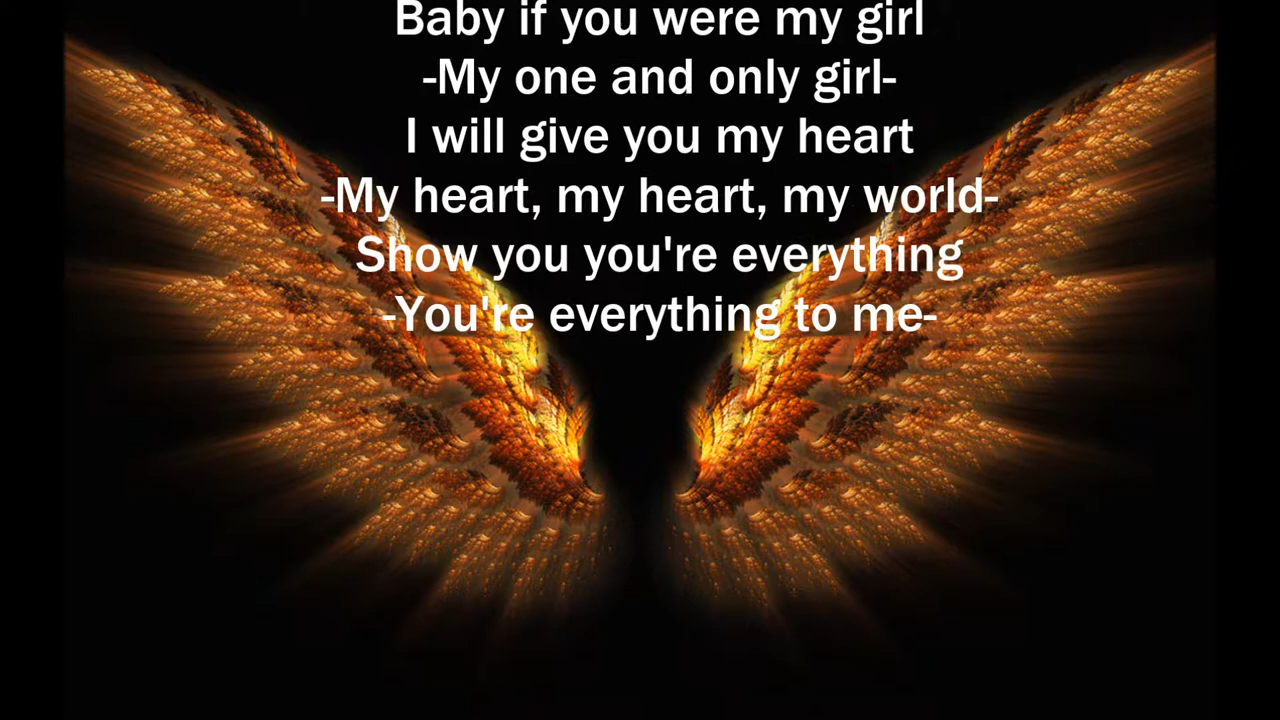 Baby if you were my girl
-My one and only girl-
I will give you my heart
-My heart, my heart, my world-
Show you you're everything
-You're everything to me-